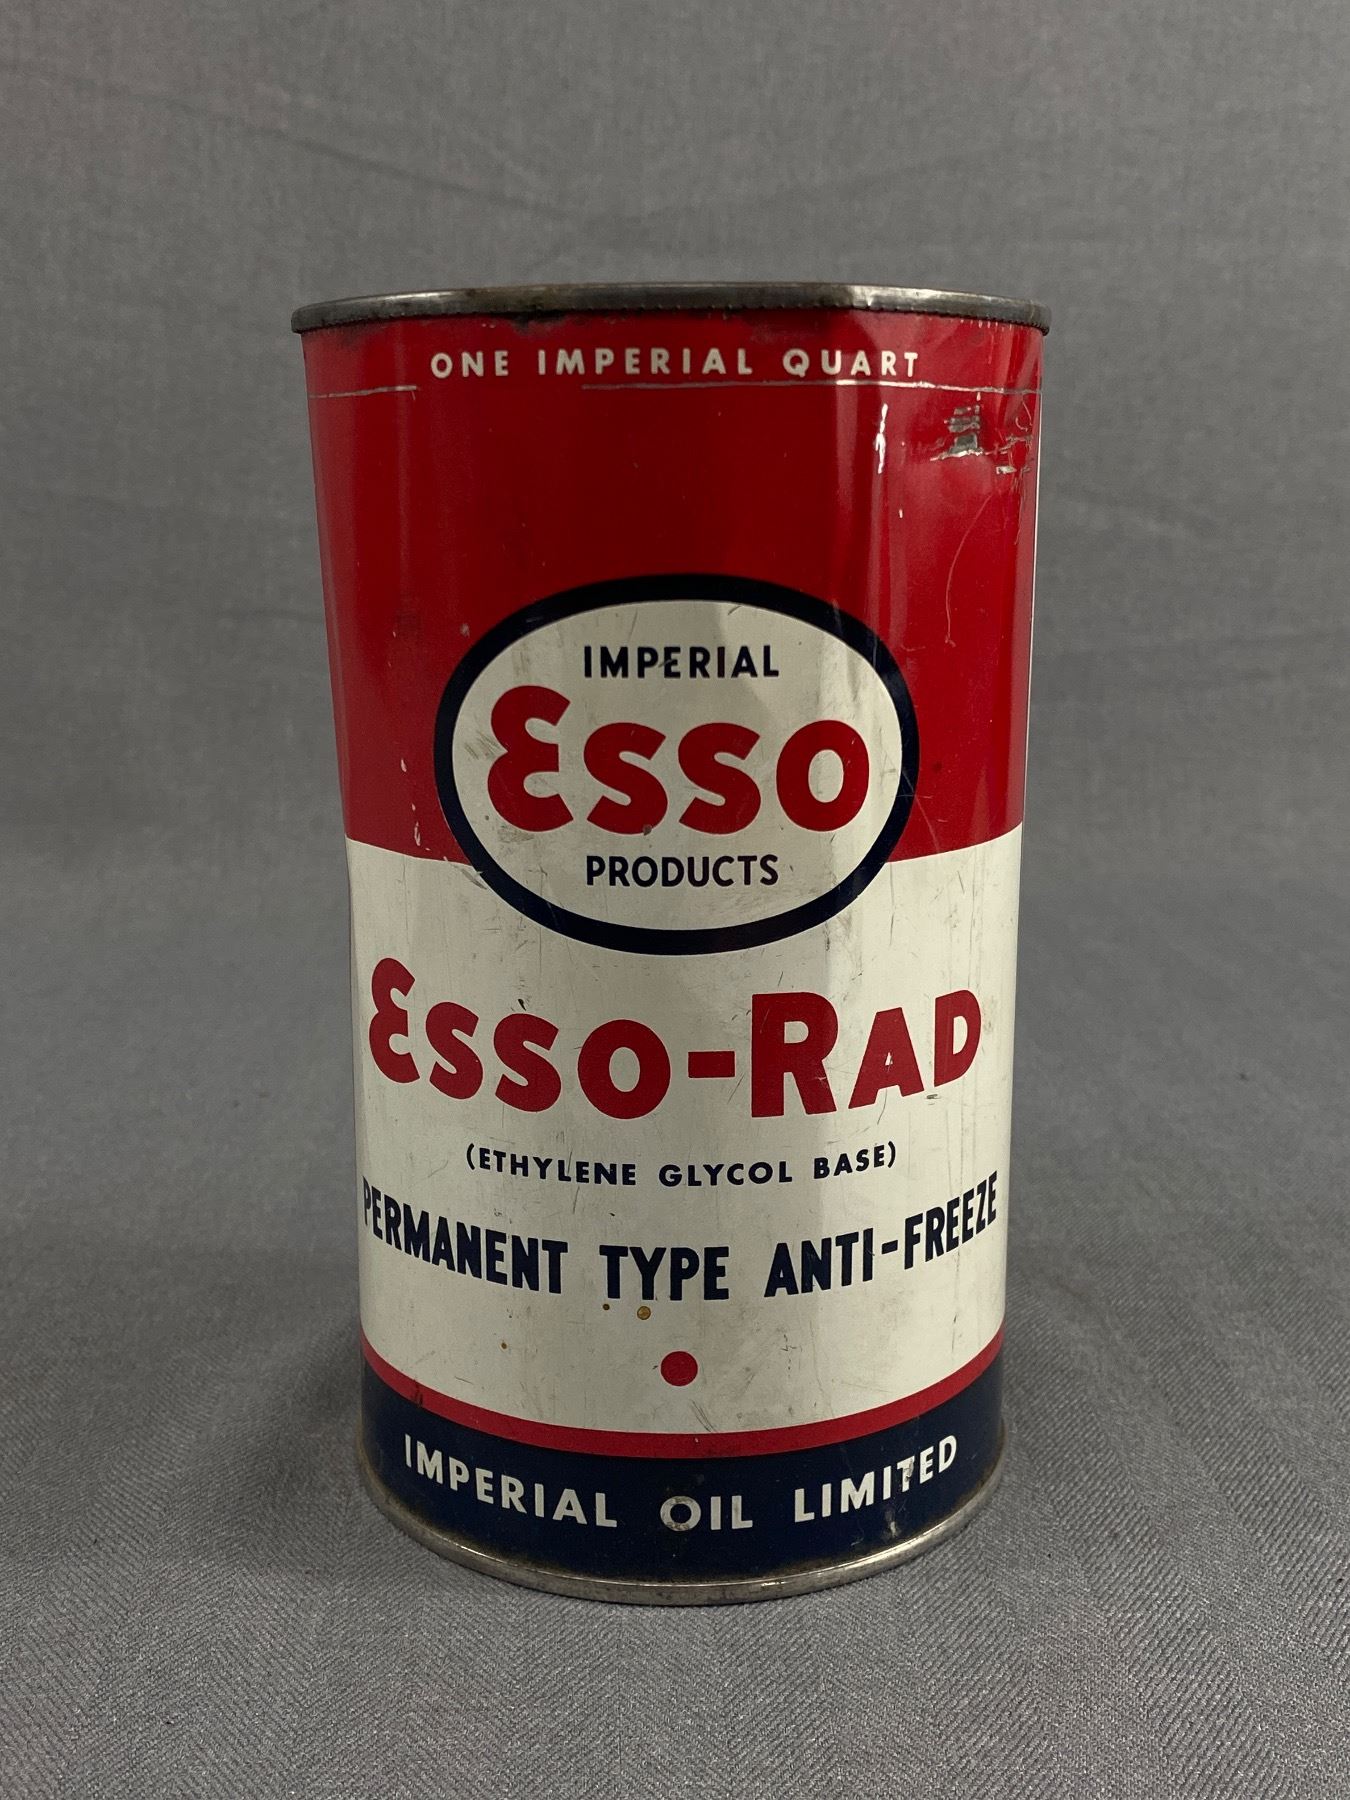 ONE IMPERIAL QUART
IMPERIAL
Esso
PRODUCTS
ESSO-RAD
(ETHYLENE GLYCOL BASE)
PERMANENT TYPE ANTI-FREEZE
IMPERIAL OIL LIMITED